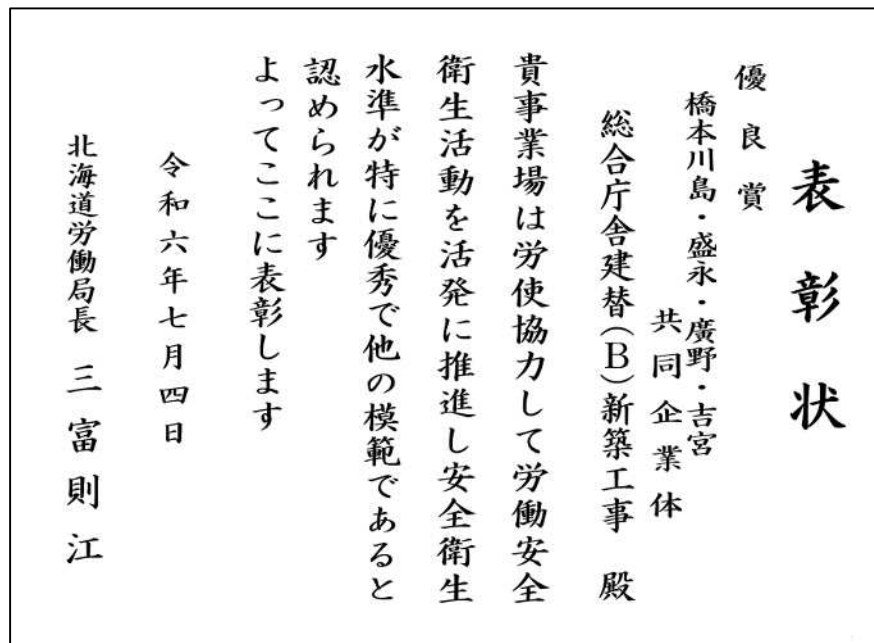 表彰状
優良賞
橋本川島・盛永・廣野・吉宮
共同企業体
総合庁舎建替(B)新築工事 殿
貴事業場は労使協力して労働安全
衛生活動を活発に推進し安全衛生
水準が特に優秀で他の模範であると
認められます
よってここに表彰します
令和六年七月四日
北海道労働局長 三富則江